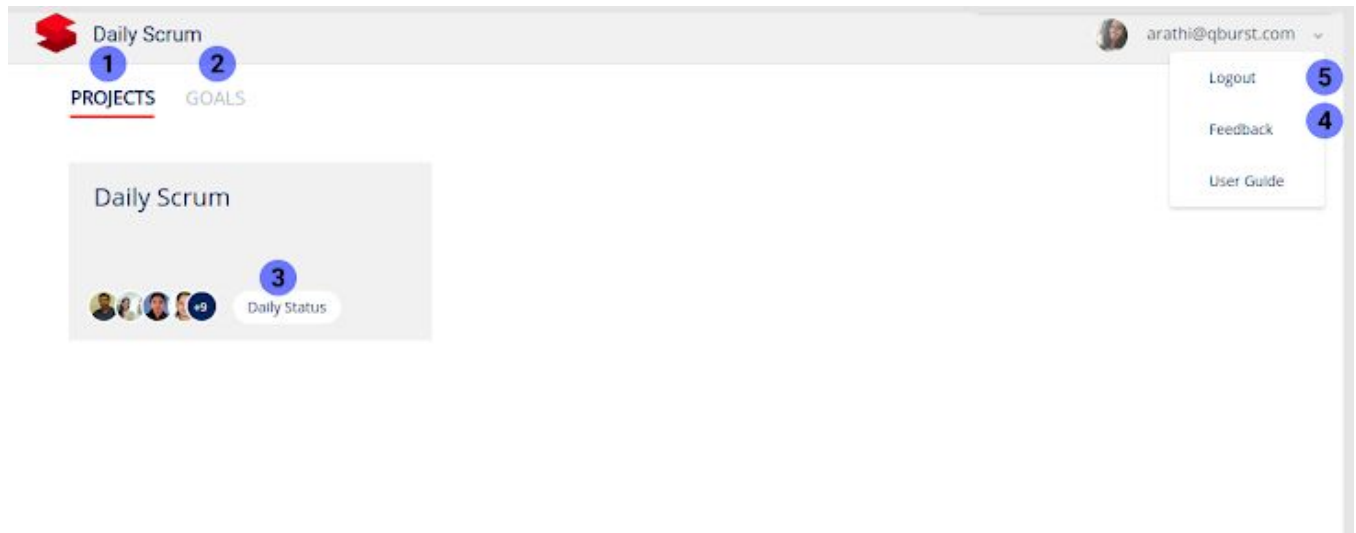 Daily Scrum
arathi@qburst.com
1
2
PROJECTS
GOALS
Logout
5
Feedback
4
User Guide
Daily Scrum
3
+9
Daily Status